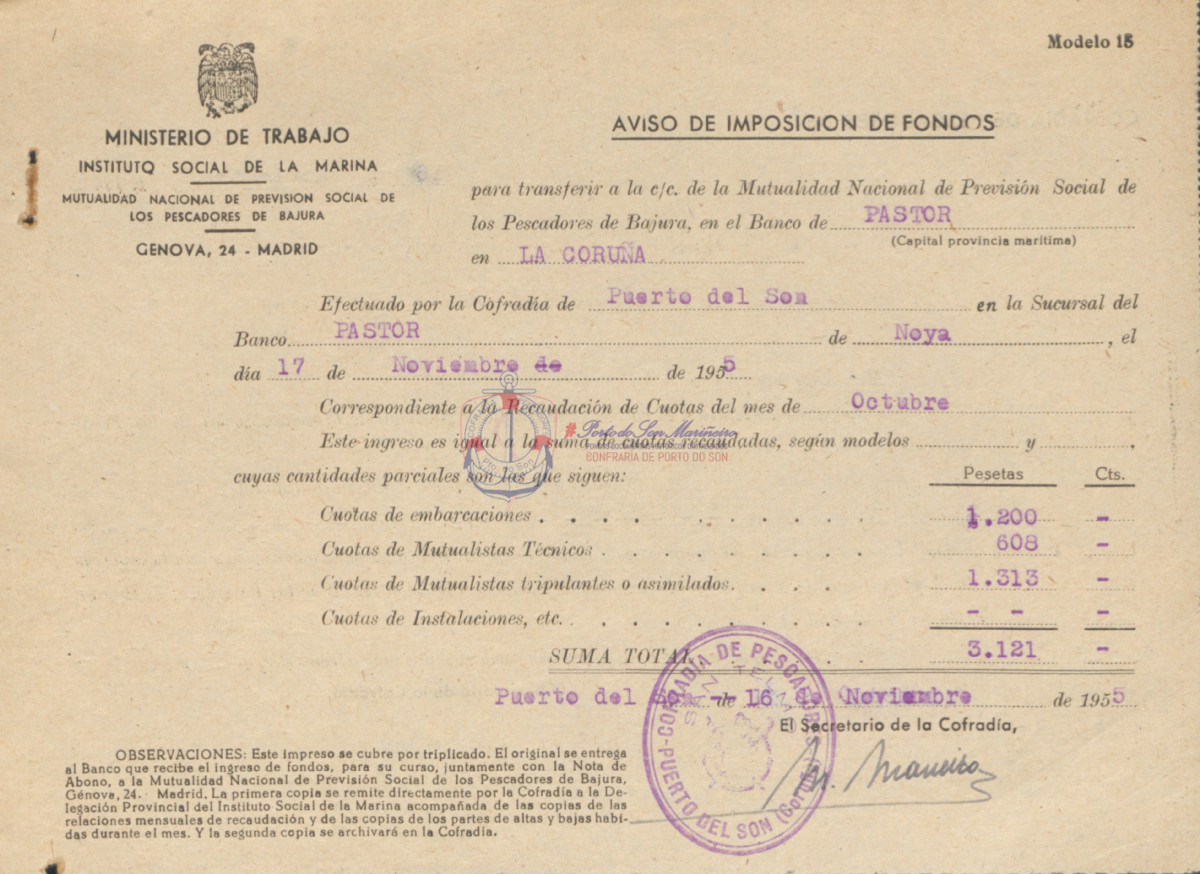 Modelo 15
MINISTERIO DE TRABAJO
INSTITUTO SOCIAL DE LA MARINA
MUTUALIDAD NACIONAL DE PREVISION SOCIAL DE
LOS PESCADORES DE BAJURA
GENOVA, 24 - MADRID
AVISO DE IMPOSICION DE FONDOS
para transferir a la c/c. de la Mutualidad Nacional de Previsión Social de
los Pescadores de Bajura, en el Banco de PASTOR
(Capital provincia marítima)
en LA CORUÑA
Efectuado por la Cofradía de Puerto del Son en la Sucursal del
Banco PASTOR de Noya, el
día 17 de Noviembre de de 1955
Correspondiente a la Recaudación de Cuotas del mes de Octubre
Este ingreso es igual a la suma de cuotas recaudadas, según modelos y ,
cuyas cantidades parciales son las que siguen:
Pesetas Cts.
Cuotas de embarcaciones . . . . . . . . . . . 1.200 -
Cuotas de Mutualistas Técnicos . . . . . . . . . 608 -
Cuotas de Mutualistas tripulantes o asimilados. . . . 1.313 -
Cuotas de Instalaciones, etc. . . . . . . . . . - - -
SUMA TOTAL . . . . 3.121 -
Puerto del Son -- de 16 de Noviembre de 1955
El Secretario de la Cofradía,
M. Maneiro
COFRADÍA DE PESCADORES
SAN TELMO
PUERTO DEL SON (Coruña)
#Porto do Son Mariñeiro
CONFRARÍA DE PORTO DO SON
OBSERVACIONES: Este impreso se cubre por triplicado. El original se entrega
al Banco que recibe el ingreso de fondos, para su curso, juntamente con la Nota de
Abono, a la Mutualidad Nacional de Previsión Social de los Pescadores de Bajura,
Génova, 24. - Madrid. La primera copia se remite directamente por la Cofradía a la De-
legación Provincial del Instituto Social de la Marina acompañada de las copias de las
relaciones mensuales de recaudación y de las copias de los partes de altas y bajas habi-
das durante el mes. Y la segunda copia se archivará en la Cofradía.